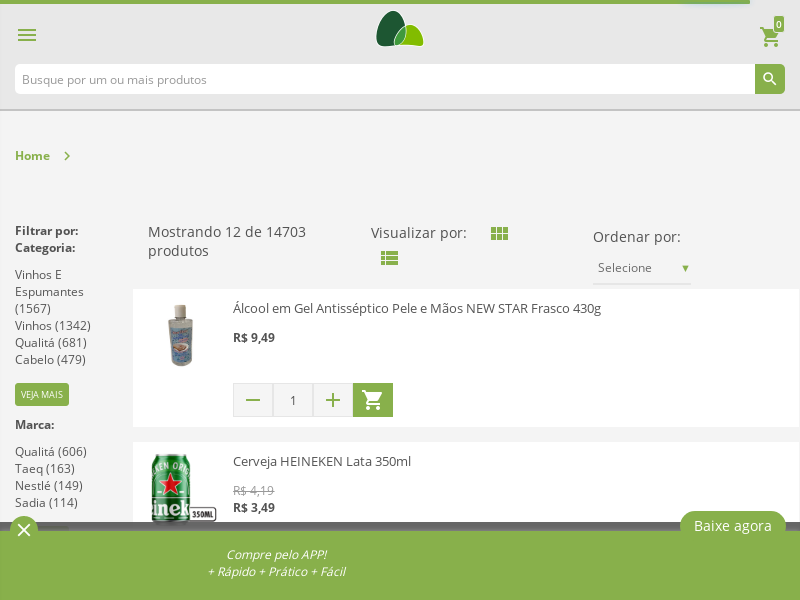 0
Busque por um ou mais produtos
Home
Filtrar por:
Categoria:
Vinhos E
Espumantes
(1567)
Vinhos (1342)
Qualitá (681)
Cabelo (479)
VEJA MAIS
Marca:
Qualitá (606)
Taeq (163)
Nestlé (149)
Sadia (114)
Mostrando 12 de 14703
produtos
Visualizar por:
Ordenar por:
Selecione
Álcool em Gel Antisséptico Pele e Mãos NEW STAR Frasco 430g
R$ 9,49
1
Cerveja HEINEKEN Lata 350ml
R$ 4,19
R$ 3,49
350ML
Baixe agora
Compre pelo APP!
+ Rápido + Prático + Fácil